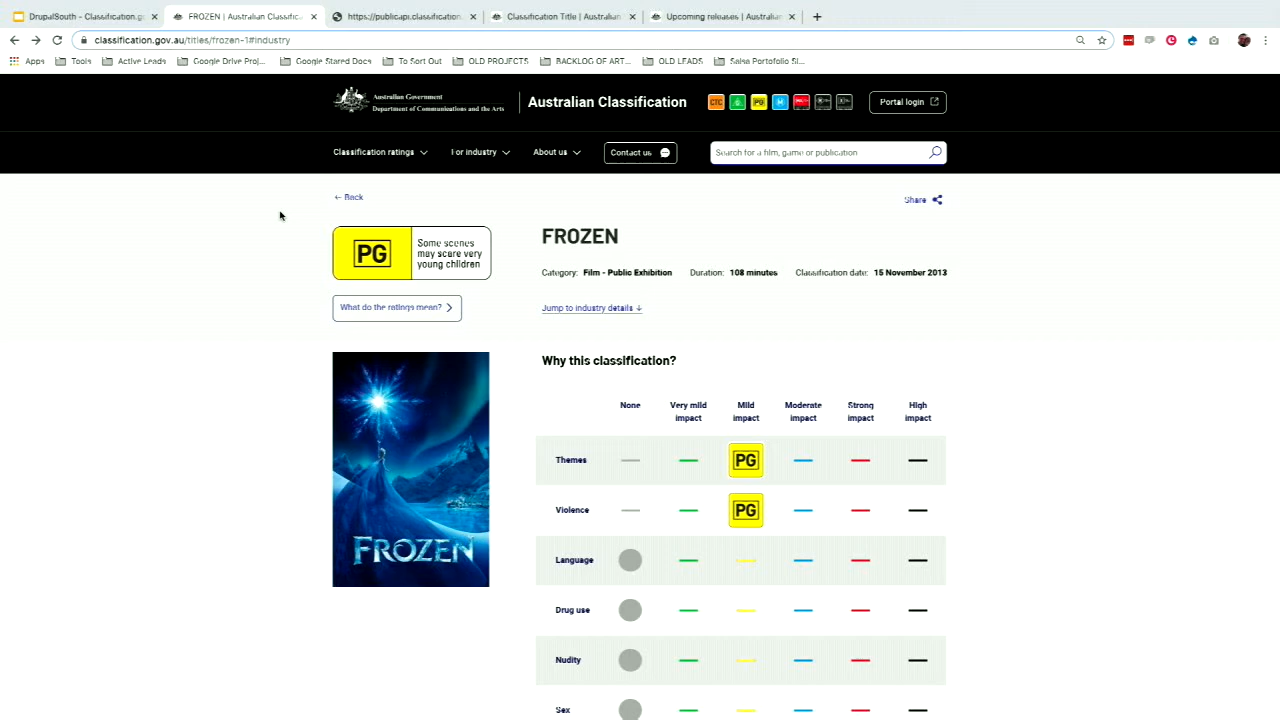 DrupalSouth - Classification.g
FROZEN | Australian Classific
https://publicapi.classification
Classification Title | Australian
Upcoming releases | Australian
classification.gov.au/titles/frozen-1#industry
Apps
Tools
Active Leads
Google Drive Proj...
Google Stared Docs
To Sort Out
OLD PROJECTS
BACKLOG OF ART...
OLD LEADS
Salsa Portofolio Si...
Australian Government
Department of Communications and the Arts
Australian Classification
CTC
G
PG
M
Portal login
Classification ratings
For industry
About us
Contact us
Search for a film, game or publication
← Back
Share
PG
Some scenes
may scare very
young children
FROZEN
Category: Film - Public Exhibition
Duration: 108 minutes
Classification date: 15 November 2013
What do the ratings mean?
Jump to industry details ↓
FROZEN
Why this classification?
None
Very mild impact
Mild impact
Moderate impact
Strong impact
High impact
Themes
PG
Violence
PG
Language
Drug use
Nudity
Sex